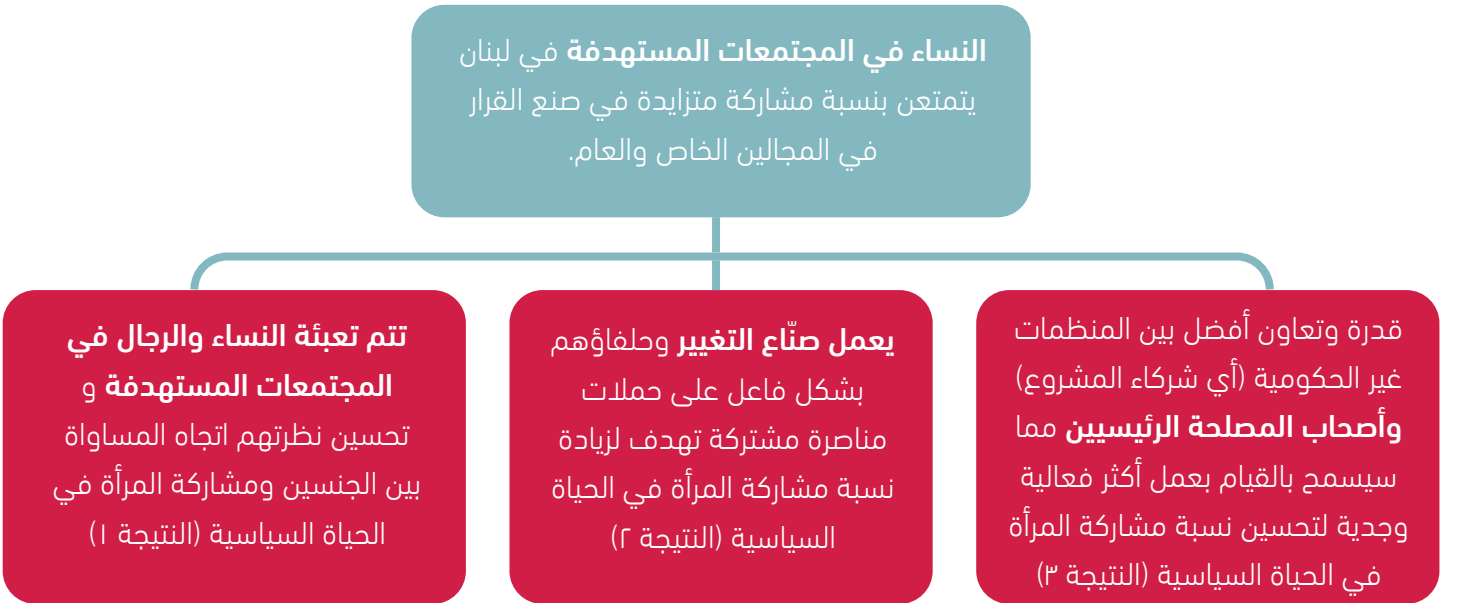 النساء في المجتمعات المستهدفة في لبنان
يتمتعن بنسبة مشاركة متزايدة في صنع القرار
في المجالين الخاص والعام.
قدرة وتعاون أفضل بين المنظمات
غير الحكومية (أي شركاء المشروع)
وأصحاب المصلحة الرئيسيين مما
سيسمح بالقيام بعمل أكثر فعالية
وجدية لتحسين نسبة مشاركة المرأة
في الحياة السياسية (النتيجة ٣)
يعمل صنّاع التغيير وحلفاؤهم
بشكل فاعل على حملات
مناصرة مشتركة تهدف لزيادة
نسبة مشاركة المرأة في الحياة
السياسية (النتيجة ٢)
تتم تعبئة النساء والرجال في
المجتمعات المستهدفة و
تحسين نظرتهم اتجاه المساواة
بين الجنسين ومشاركة المرأة في
الحياة السياسية (النتيجة ١)